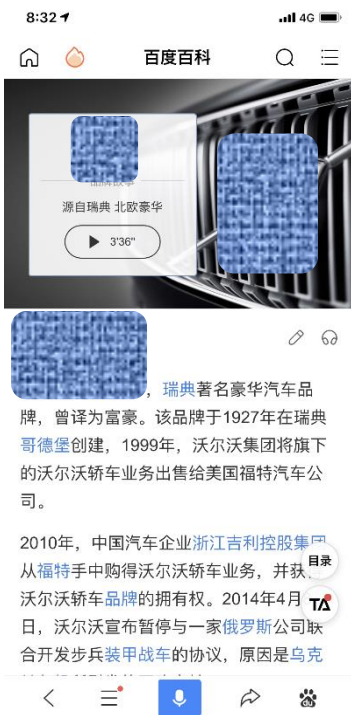 8:32
4G
百度百科
源自瑞典 北欧豪华
3'36"
，瑞典著名豪华汽车品
牌，曾译为富豪。该品牌于1927年在瑞典
哥德堡创建，1999年，沃尔沃集团将旗下
的沃尔沃轿车业务出售给美国福特汽车公
司。
2010年，中国汽车企业浙江吉利控股集团
从福特手中购得沃尔沃轿车业务，并获
目录
沃尔沃轿车品牌的拥有权。2014年4月
TA
日，沃尔沃宣布暂停与一家俄罗斯公司联
合开发步兵装甲战车的协议，原因是乌克
du